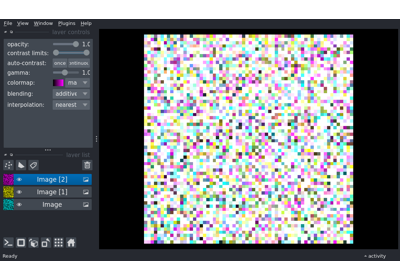 File View Window Plugins Help
layer controls
opacity: 1.0
contrast limits:
auto-contrast: once
gamma: 1.0
colormap: ma
blending: additive
interpolation: nearest
layer list
Image [2]
Image [1]
Image
Ready activity